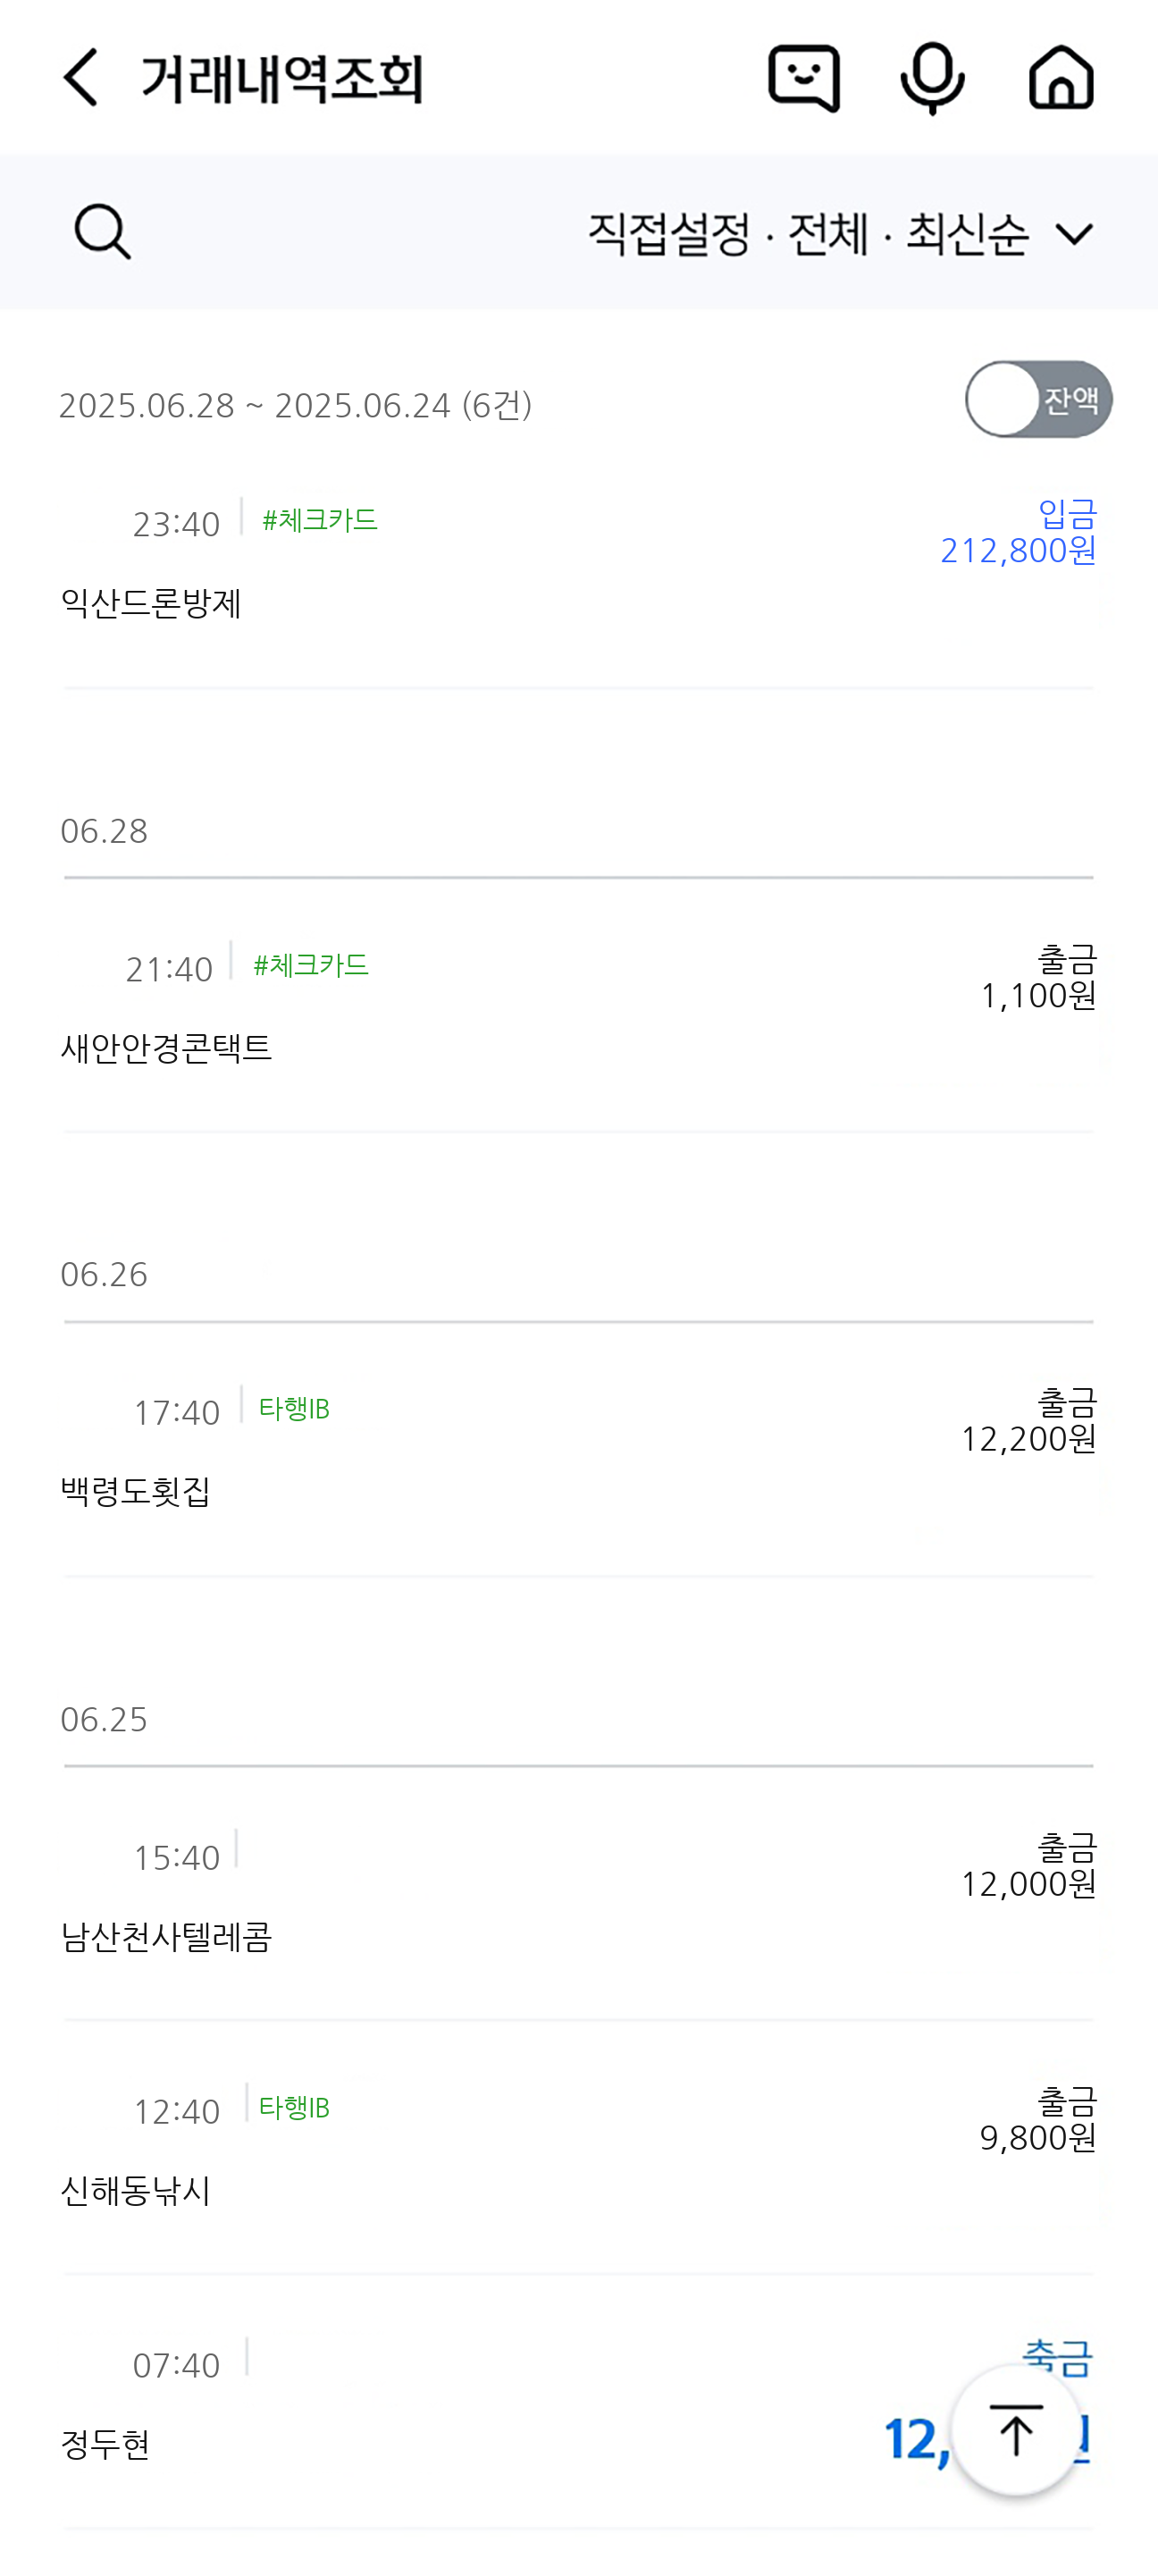 거래내역조회
직접설정 · 전체 · 최신순
2025.06.28 ~ 2025.06.24 (6건)
잔액
23:40 #체크카드
입금
212,800원
익산드론방제
06.28
21:40 #체크카드
출금
1,100원
새안안경콘택트
06.26
17:40 타행IB
출금
12,200원
백령도횟집
06.25
15:40
출금
12,000원
남산천사텔레콤
12:40 타행IB
출금
9,800원
신해동낚시
07:40
12,
정두현